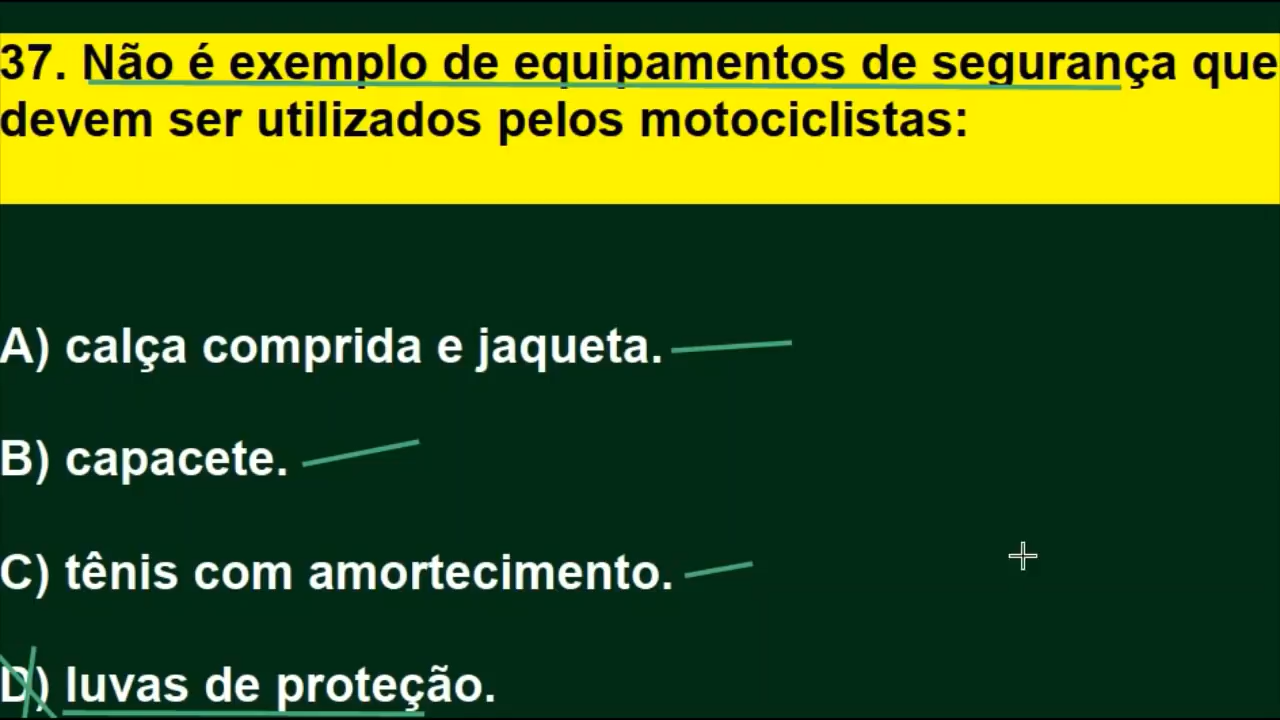 37. Não é exemplo de equipamentos de segurança que
devem ser utilizados pelos motociclistas:
A) calça comprida e jaqueta.
B) capacete.
C) tênis com amortecimento.
D) luvas de proteção.